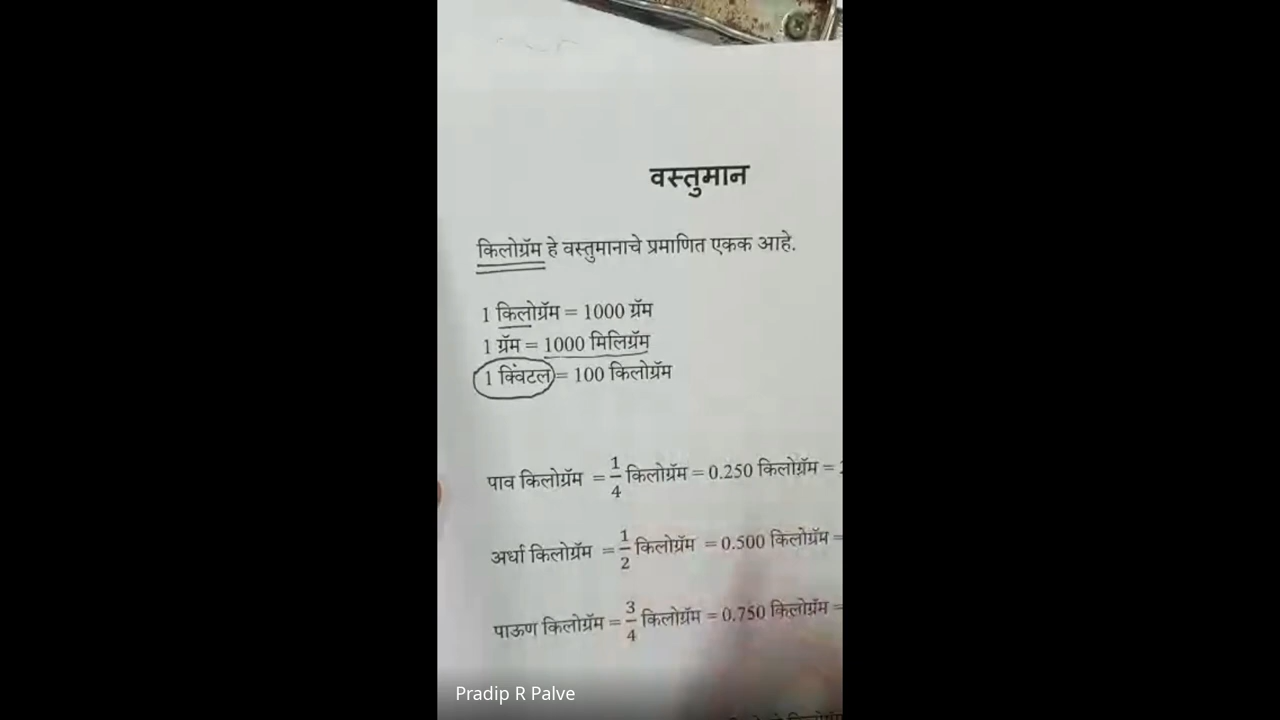 वस्तुमान
किलोग्रॅम हे वस्तुमानाचे प्रमाणित एकक आहे.
1 किलोग्रॅम = 1000 ग्रॅम
1 ग्रॅम = 1000 मिलिग्रॅम
1 क्विंटल = 100 किलोग्रॅम
पाव किलोग्रॅम = 1/4 किलोग्रॅम = 0.250 किलोग्रॅम =
अर्धा किलोग्रॅम = 1/2 किलोग्रॅम = 0.500 किलोग्रॅम =
पाऊण किलोग्रॅम = 3/4 किलोग्रॅम = 0.750 किलोग्रॅम =
Pradip R Palve